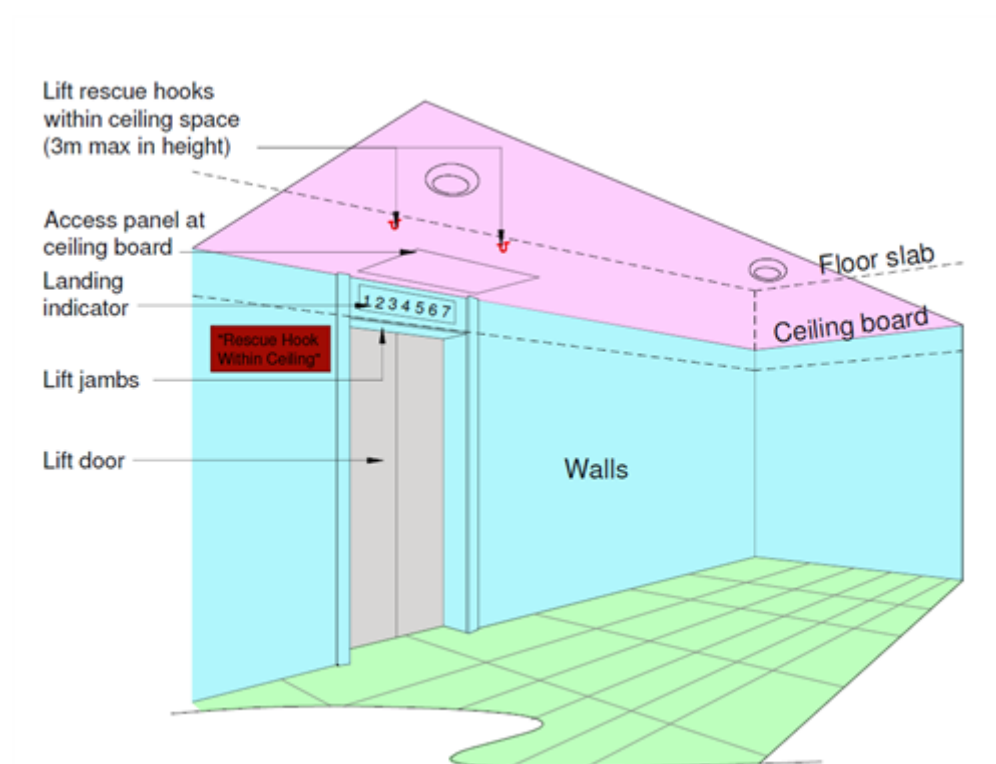 Lift rescue hooks
within ceiling space
(3m max in height)
Access panel at
ceiling board
Floor slab
Landing
indicator
1234567
Ceiling board
"Rescue Hook
Within Ceiling"
Lift jambs
Lift door
Walls